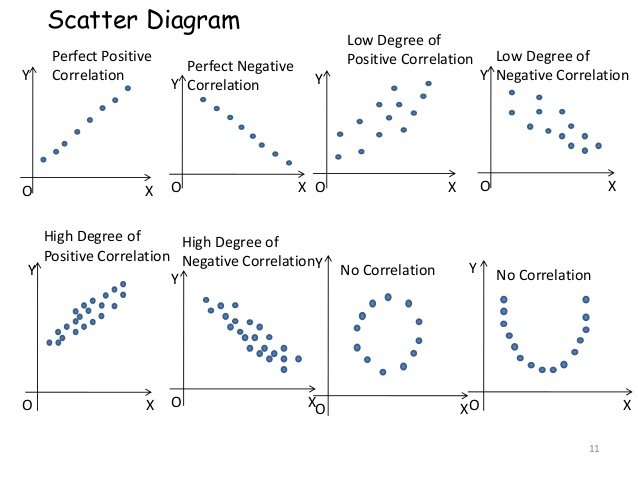 Scatter Diagram
Perfect Positive
Correlation
Y
O
X
Perfect Negative
Correlation
Y
O
X
Low Degree of
Positive Correlation
Y
O
X
Low Degree of
Negative Correlation
Y
O
X
High Degree of
Positive Correlation
Y
O
X
High Degree of
Negative Correlation
Y
O
X
No Correlation
Y
O
X
No Correlation
Y
O
X
11